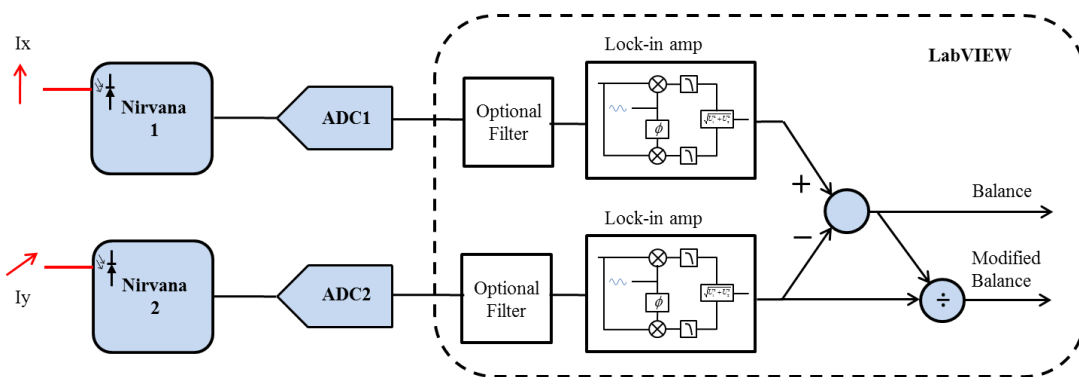 Ix
Nirvana
1
ADC1
Optional
Filter
Lock-in amp
ϕ
+
LabVIEW
Balance
Iy
Nirvana
2
ADC2
Optional
Filter
Lock-in amp
ϕ
−
÷
Modified
Balance